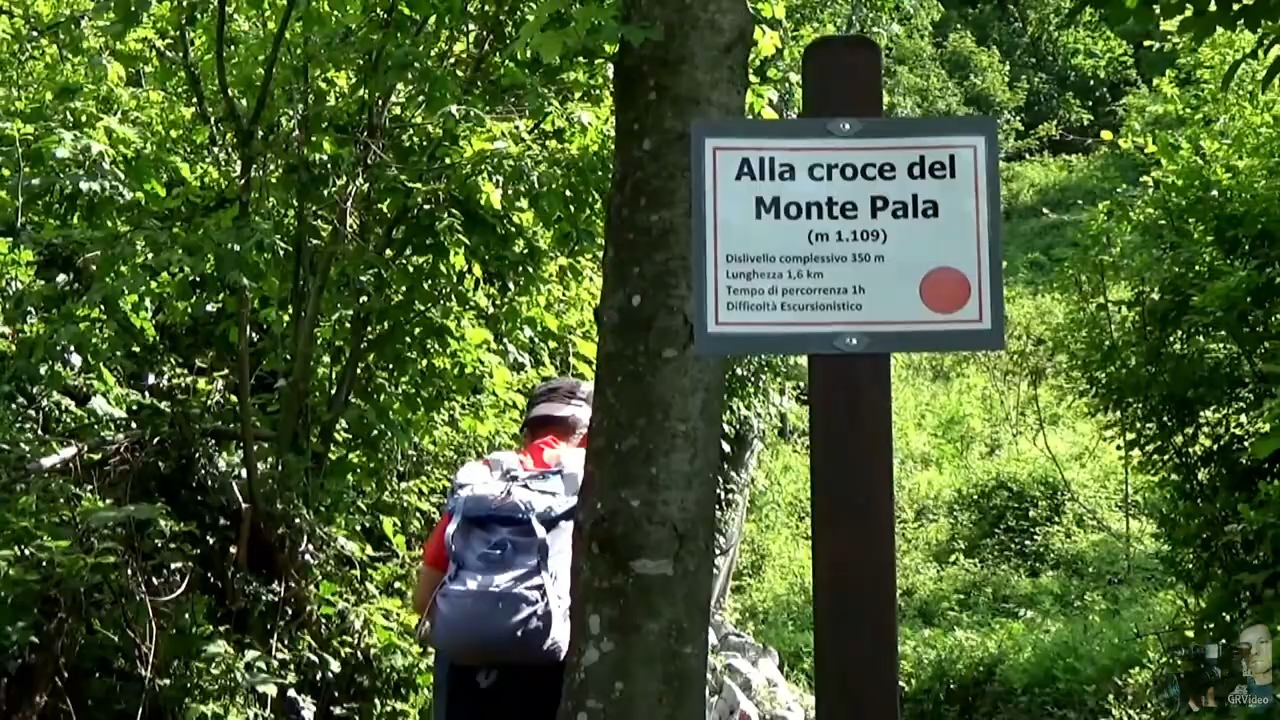 Alla croce del
Monte Pala
(m 1.109)
Dislivello complessivo 350 m
Lunghezza 1,6 km
Tempo di percorrenza 1h
Difficoltà Escursionistico
GRVideo